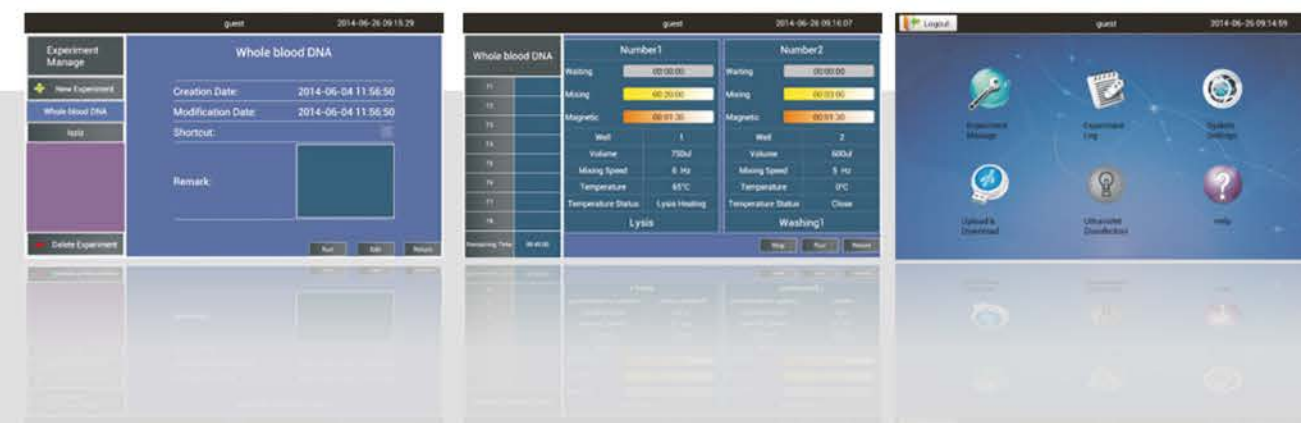 guest
2014-06-26 09:15:29
Experiment
Manage
New Experiment
Whole blood DNA
Delete Experiment
Whole blood DNA
Creation Date:
2014-06-04 11:56:50
Modification Date:
2014-06-04 11:56:50
Shortcut:
Remark:
Run
Edit
Return
guest
2014-06-26 09:16:07
Whole blood DNA
Remaining Time
00:49:00
Number1
Waiting
00:00:00
Mixing
00:20:00
Magnetic
00:01:30
Well
1
Volume
750ul
Mixing Speed
6 Hz
Temperature
65°C
Temperature Status
Lysis Heating
Lysis
Number2
Waiting
00:00:00
Mixing
00:03:00
Magnetic
00:01:30
Well
2
Volume
600ul
Mixing Speed
5 Hz
Temperature
0°C
Temperature Status
Close
Washing1
Stop
Run
Return
Logout
guest
2014-06-26 09:14:59
Experiment
Manage
Experiment
Log
System
Settings
Upload &
Download
Ultraviolet
Disinfection
Help